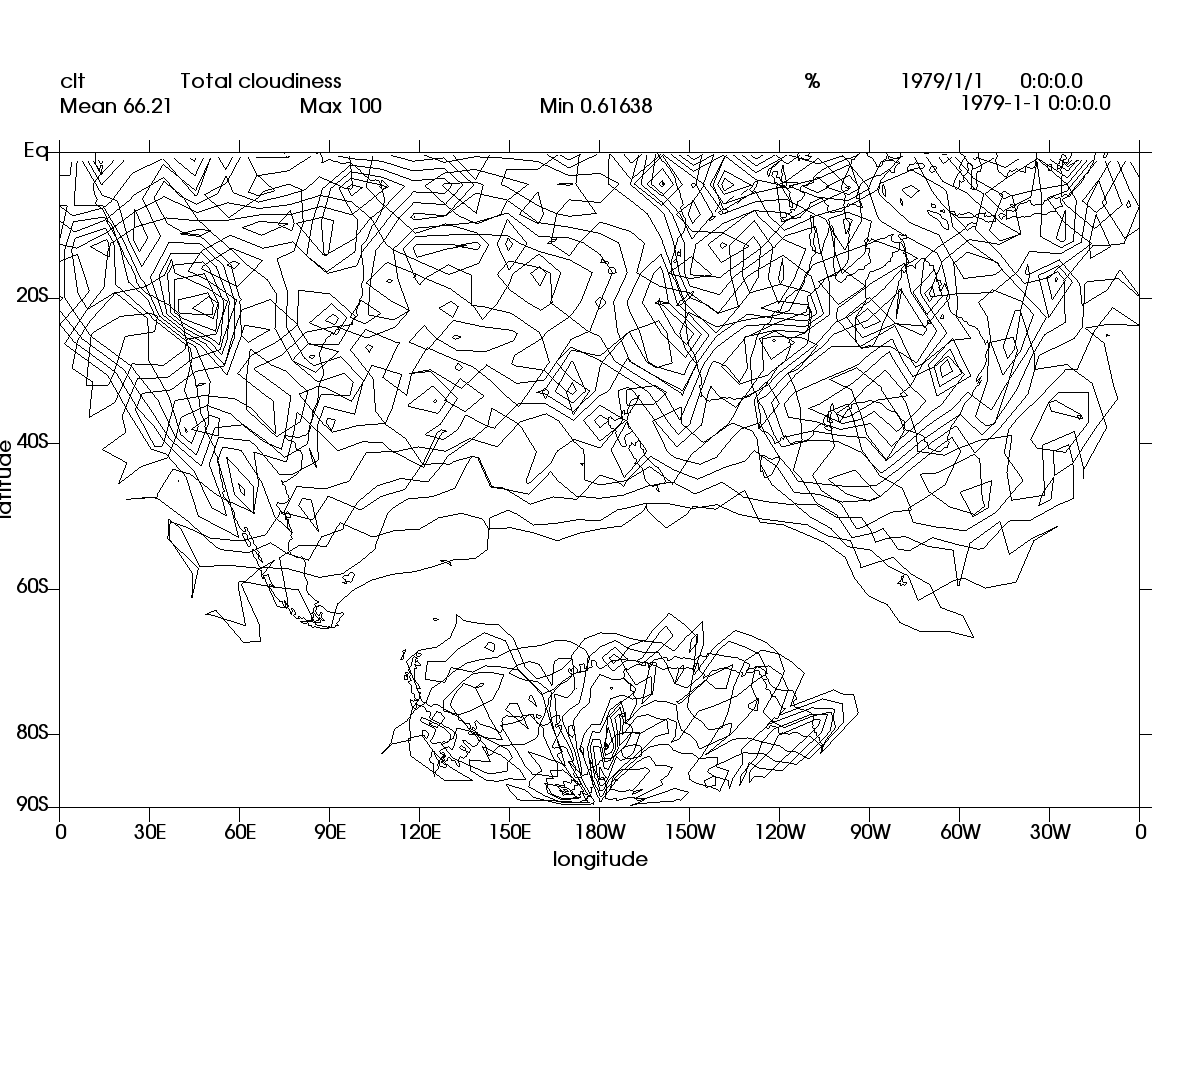 clt Total cloudiness % 1979/1/1 0:0:0.0
Mean 66.21 Max 100 Min 0.61638 1979-1-1 0:0:0.0
Eq
20S
40S
latitude
60S
80S
90S
0 30E 60E 90E 120E 150E 180W 150W 120W 90W 60W 30W 0
longitude